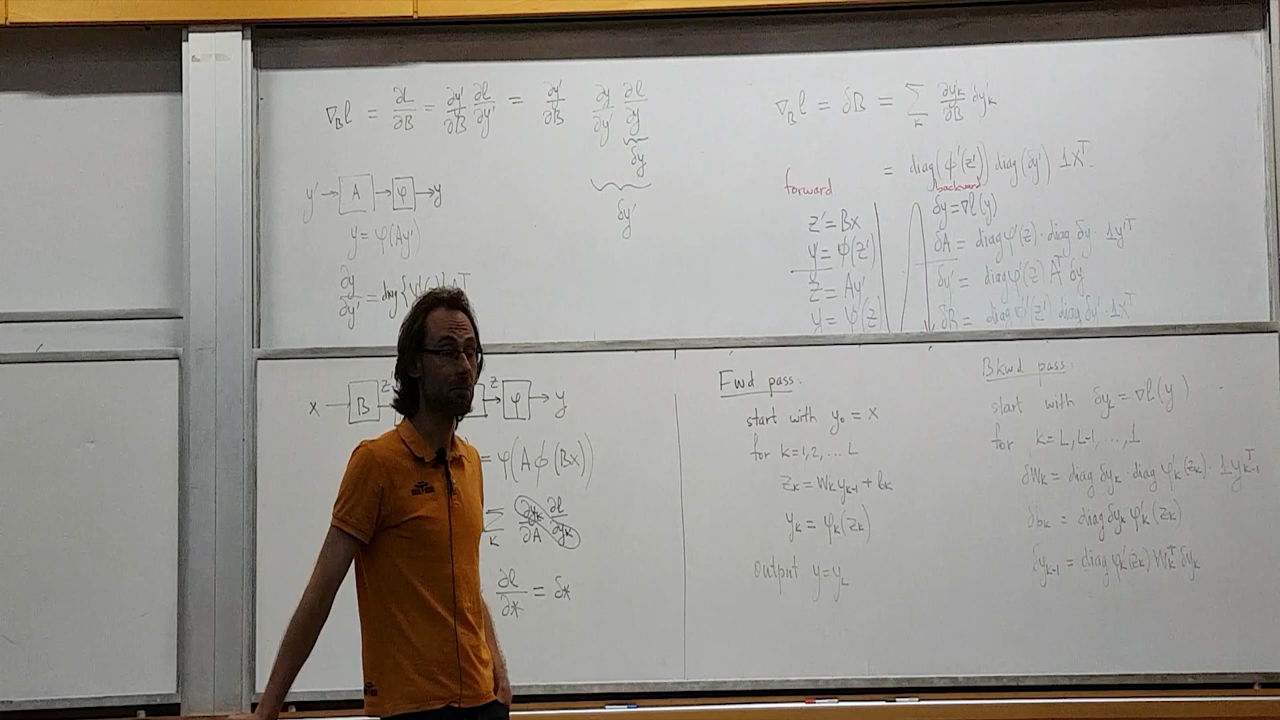 ∇_B l = ∂l/∂B = ∂y'/∂B ∂l/∂y' = ∂y'/∂B ∂y/∂y' ∂l/∂y
δy
δy'
y' → A → φ → y
y = φ(Ay')
∂y/∂y' = diag{
∇_B l = δB = Σ_k ∂y'_k/∂B δy'_k
= diag(ϕ'(z')) diag(δy') 1x^T
forward
z' = Bx
y' = ϕ(z')
z = Ay'
y = φ(z)
backward
δy = ∇l(y)
δA = diag φ'(z) · diag δy · 1y'^T
δy' = diag φ'(z) A^T δy
δB = diag ϕ'(z') diag δy' · 1x^T
x B z z φ → y
= φ(Aϕ(Bx))
Σ_k ∂y_k/∂A ∂l/∂y_k
∂l/∂* = δ*
Fwd pass.
start with y_0 = x
for k=1,2, ... L
z_k = W_k y_{k-1} + b_k
y_k = φ_k(z_k)
output y = y_L
Bkwd pass.
start with δy_L = ∇l(y)
for k = L, L-1, ..., 1
δW_k = diag δy_k · diag φ'_k(z_k) · 1y_{k-1}^T
δb_k = diag δy_k φ'_k(z_k)
δy_{k-1} = diag φ'_k(z_k) W_k^T δy_k